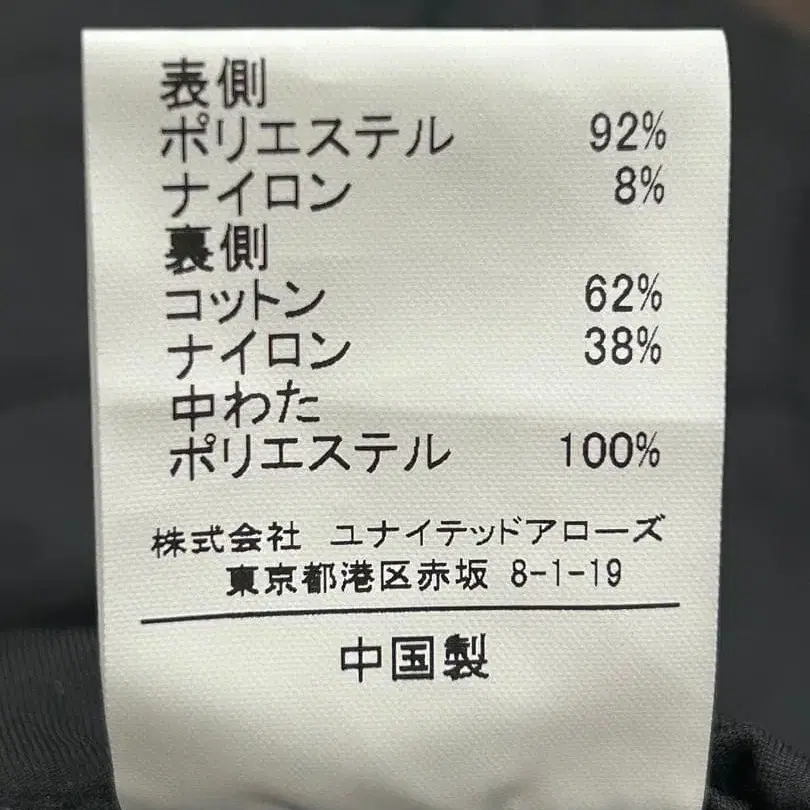 表側
ポリエステル 92%
ナイロン 8%
裏側
コットン 62%
ナイロン 38%
中わた
ポリエステル 100%
株式会社 ユナイテッドアローズ
東京都港区赤坂 8-1-19
中国製